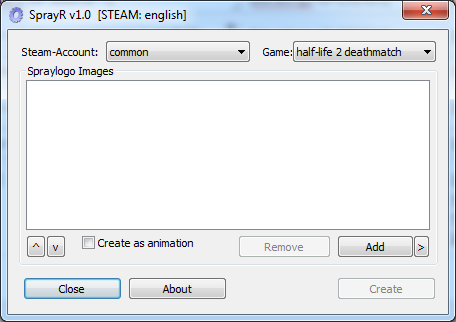 SprayR v1.0 [STEAM: english]
Steam-Account: common Game: half-life 2 deathmatch
Spraylogo Images
^ v Create as animation Remove Add >
Close About Create